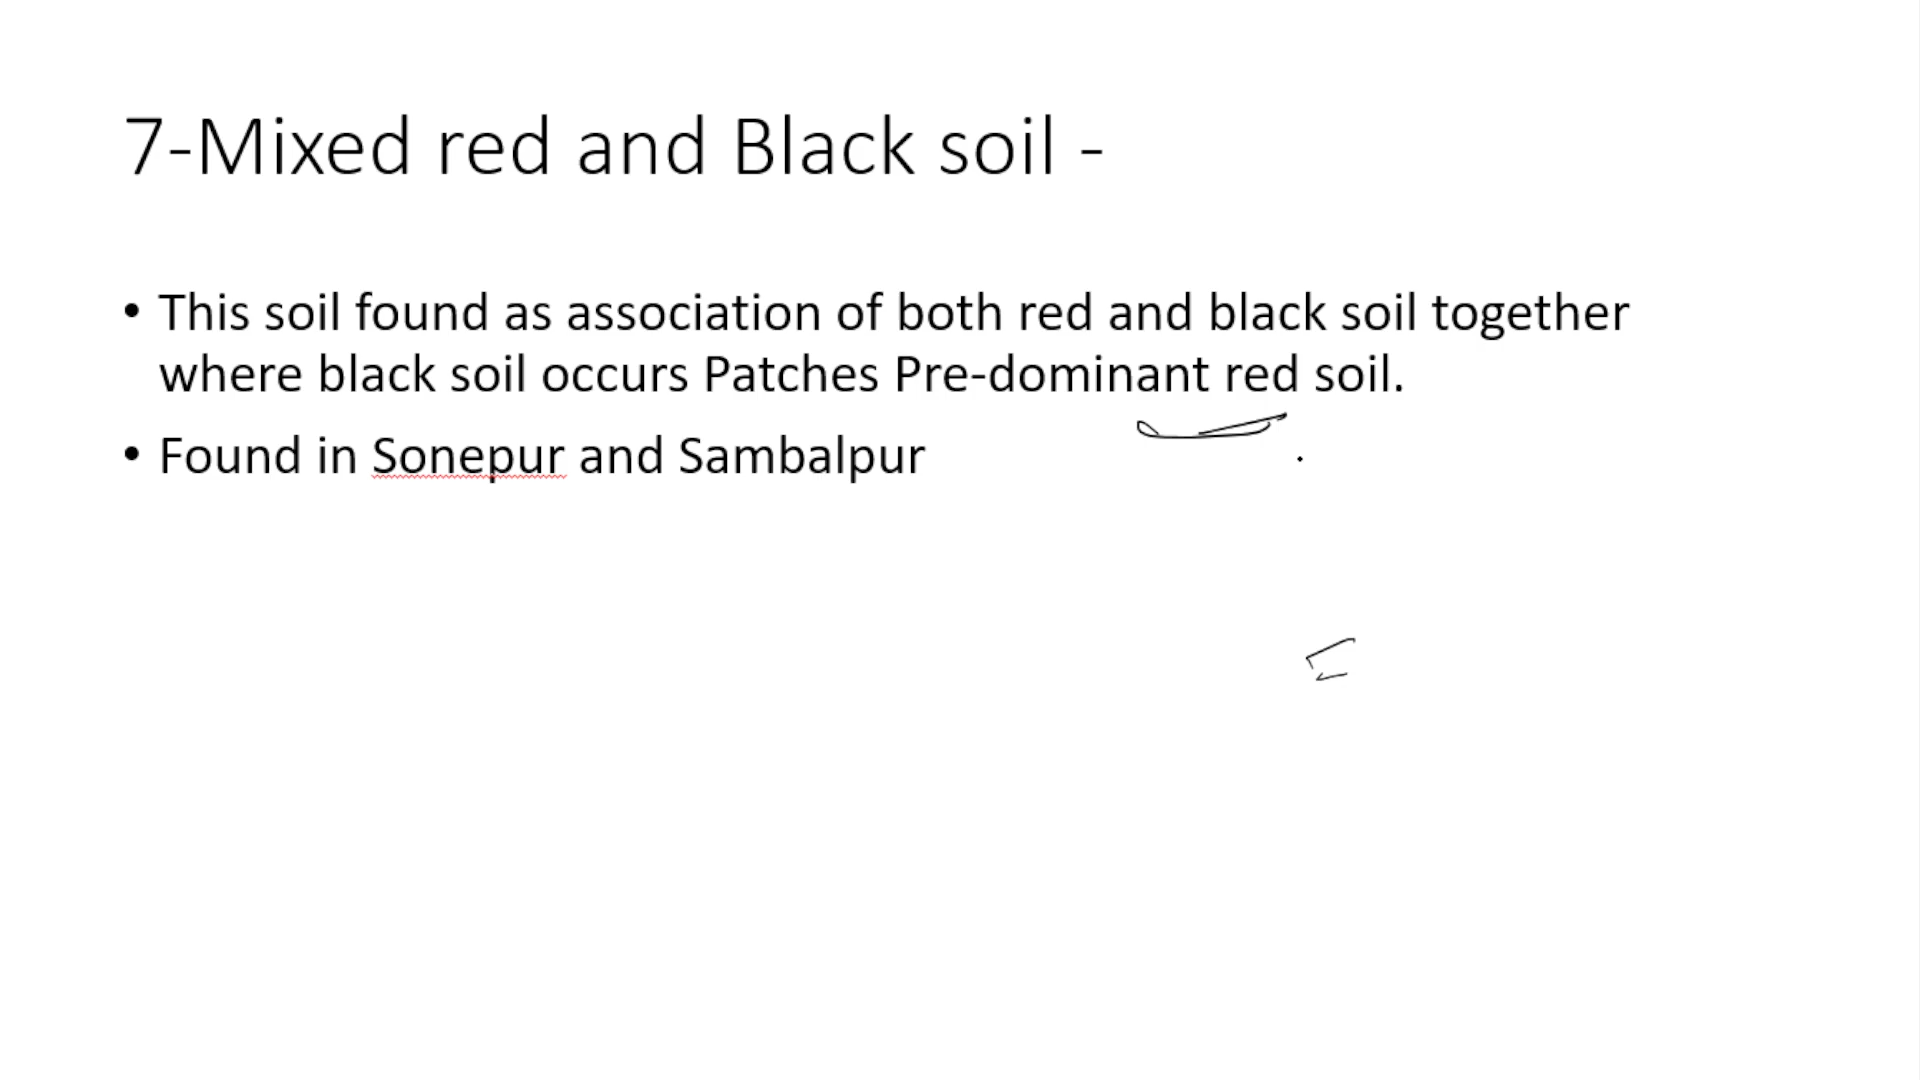 7-Mixed red and Black soil -
• This soil found as association of both red and black soil together
where black soil occurs Patches Pre-dominant red soil.
• Found in Sonepur and Sambalpur